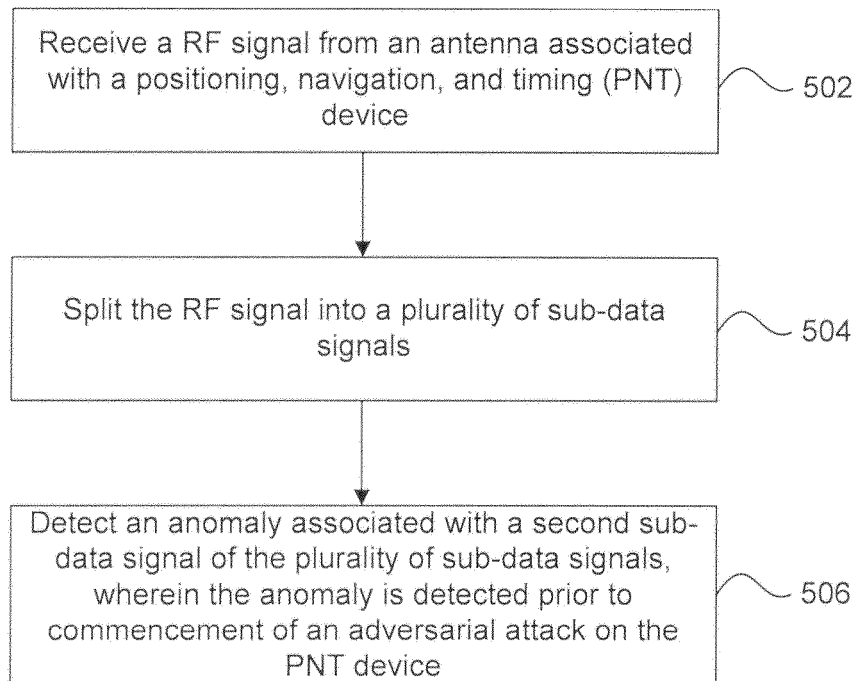 Receive a RF signal from an antenna associated
with a positioning, navigation, and timing (PNT)
device
502
Split the RF signal into a plurality of sub-data
signals
504
Detect an anomaly associated with a second sub-
data signal of the plurality of sub-data signals,
wherein the anomaly is detected prior to
commencement of an adversarial attack on the
PNT device
506